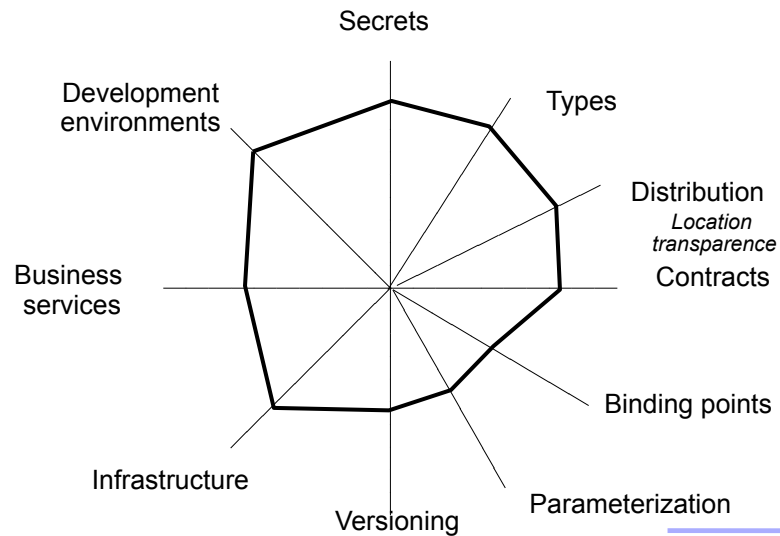 Secrets
Development
environments
Types
Distribution
Location
transparence
Business
services
Contracts
Binding points
Infrastructure
Parameterization
Versioning